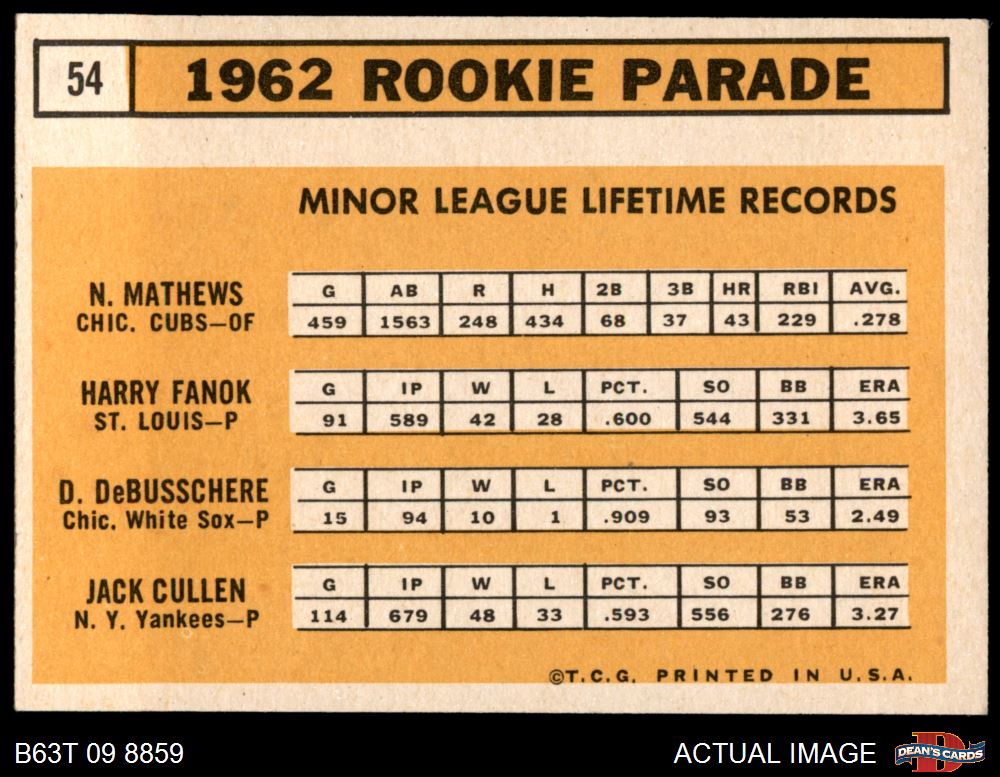 54 1962 ROOKIE PARADE
MINOR LEAGUE LIFETIME RECORDS
N. MATHEWS
CHIC. CUBS—OF
G AB R H 2B 3B HR RBI AVG.
459 1563 248 434 68 37 43 229 .278
HARRY FANOK
ST. LOUIS—P
G IP W L PCT. SO BB ERA
91 589 42 28 .600 544 331 3.65
D. DeBUSSCHERE
Chic. White Sox—P
G IP W L PCT. SO BB ERA
15 94 10 1 .909 93 53 2.49
JACK CULLEN
N. Y. Yankees—P
G IP W L PCT. SO BB ERA
114 679 48 33 .593 556 276 3.27
©T.C.G. PRINTED IN U.S.A.
B63T 09 8859
ACTUAL IMAGE
D
DEAN'S CARDS